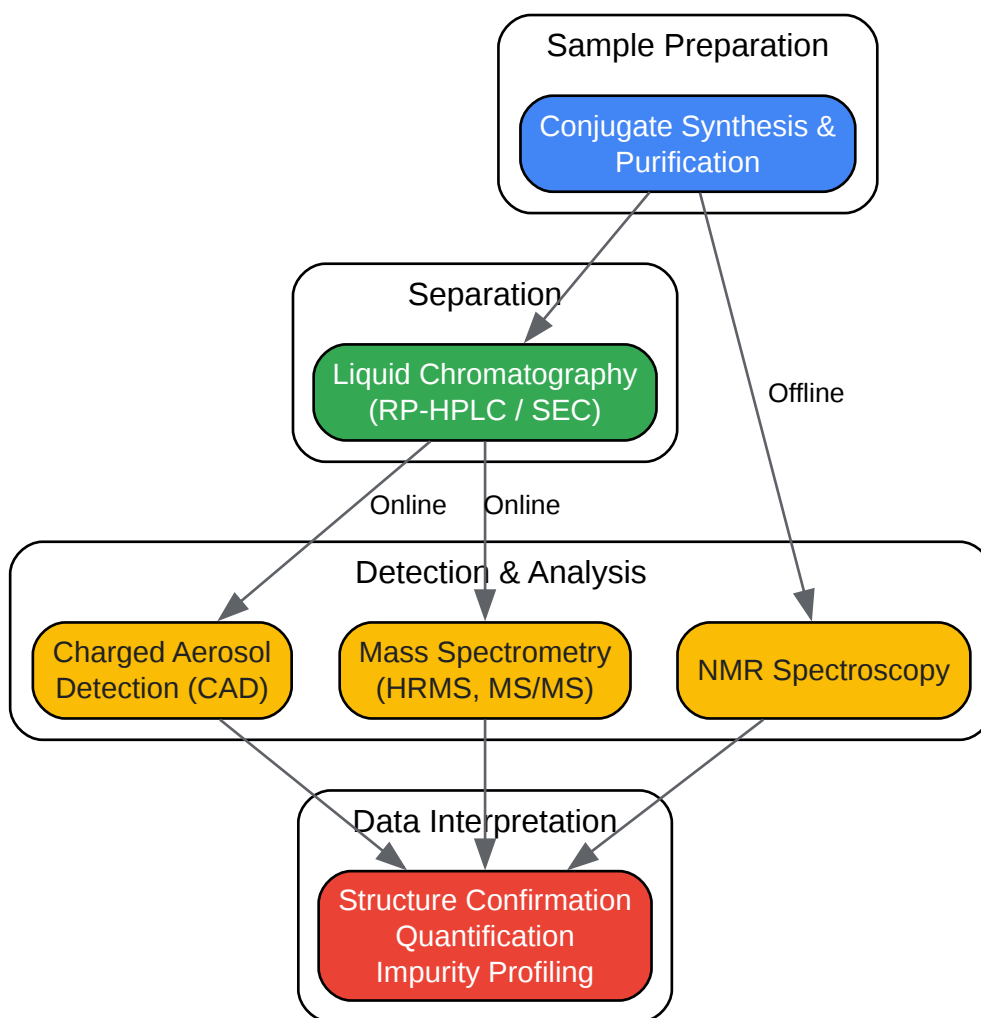 Sample Preparation
Conjugate Synthesis &
Purification
Separation
Liquid Chromatography
(RP-HPLC / SEC)
Offline
Online
Online
Detection & Analysis
Charged Aerosol
Detection (CAD)
Mass Spectrometry
(HRMS, MS/MS)
NMR Spectroscopy
Data Interpretation
Structure Confirmation
Quantification
Impurity Profiling